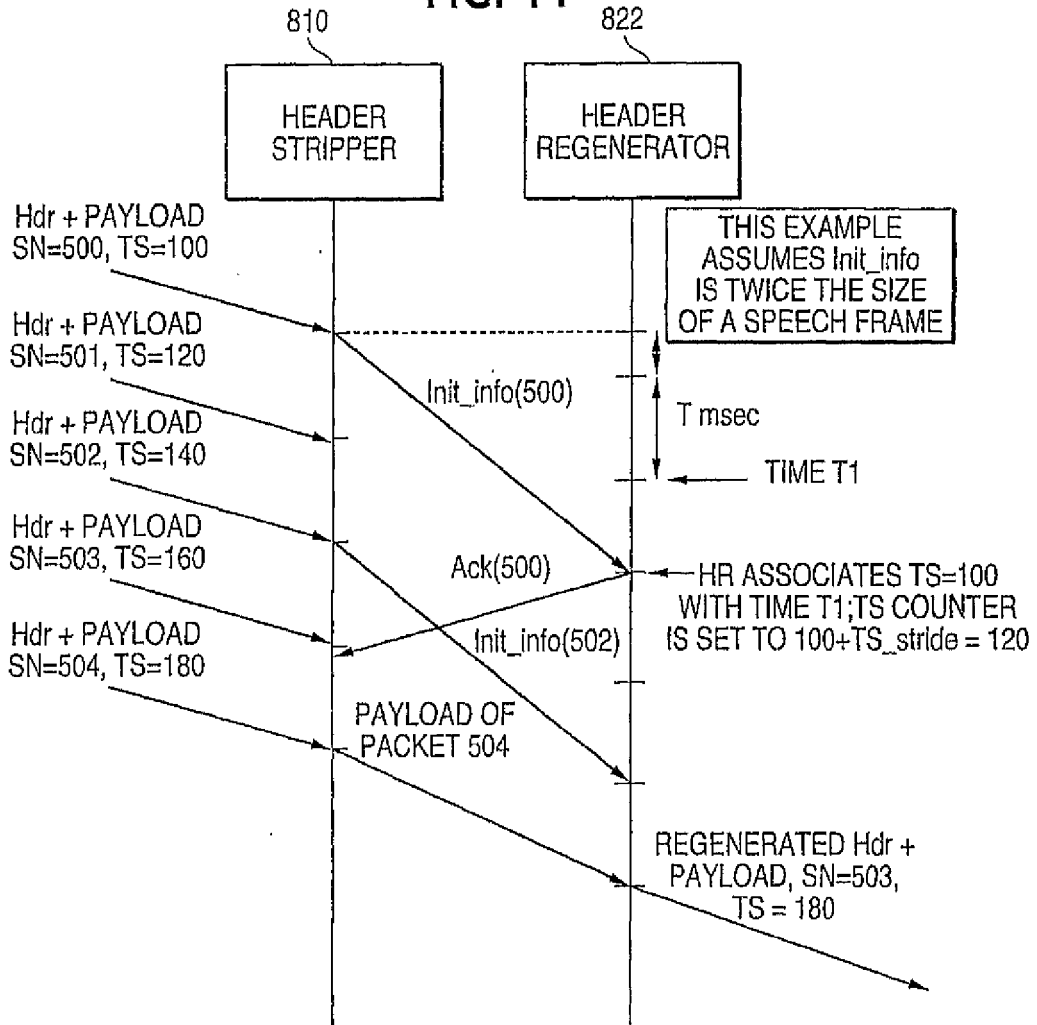 810
822
HEADER
STRIPPER
HEADER
REGENERATOR
Hdr + PAYLOAD
SN=500, TS=100
THIS EXAMPLE
ASSUMES Init_info
IS TWICE THE SIZE
OF A SPEECH FRAME
Hdr + PAYLOAD
SN=501, TS=120
Init_info(500)
T msec
Hdr + PAYLOAD
SN=502, TS=140
TIME T1
Hdr + PAYLOAD
SN=503, TS=160
Ack(500)
HR ASSOCIATES TS=100
WITH TIME T1;TS COUNTER
IS SET TO 100+TS_stride = 120
Init_info(502)
Hdr + PAYLOAD
SN=504, TS=180
PAYLOAD OF
PACKET 504
REGENERATED Hdr +
PAYLOAD, SN=503,
TS = 180